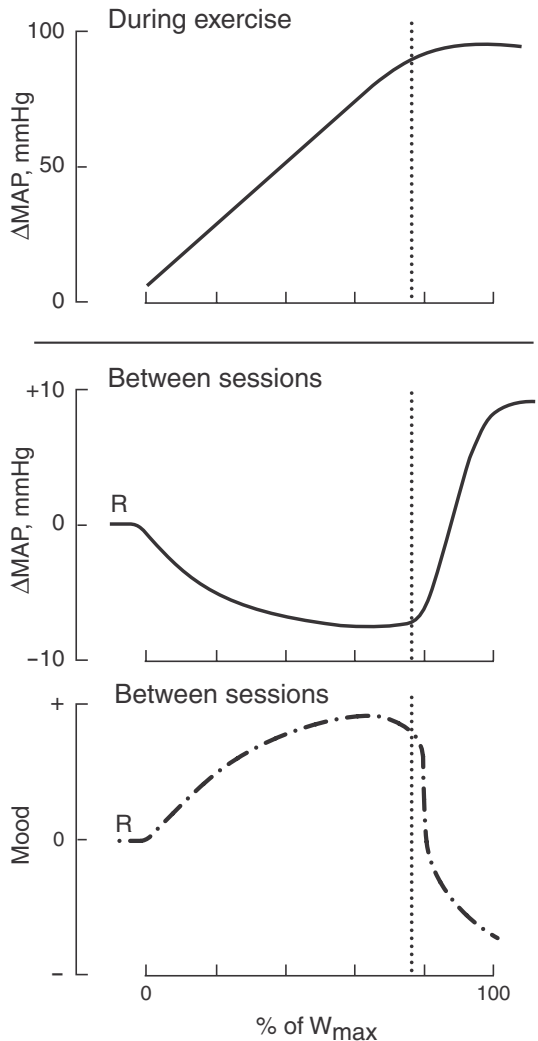 During exercise
100
50
0
ΔMAP, mmHg
Between sessions
+10
R
0
−10
ΔMAP, mmHg
Between sessions
+
R
0
−
Mood
0 100
% of Wmax